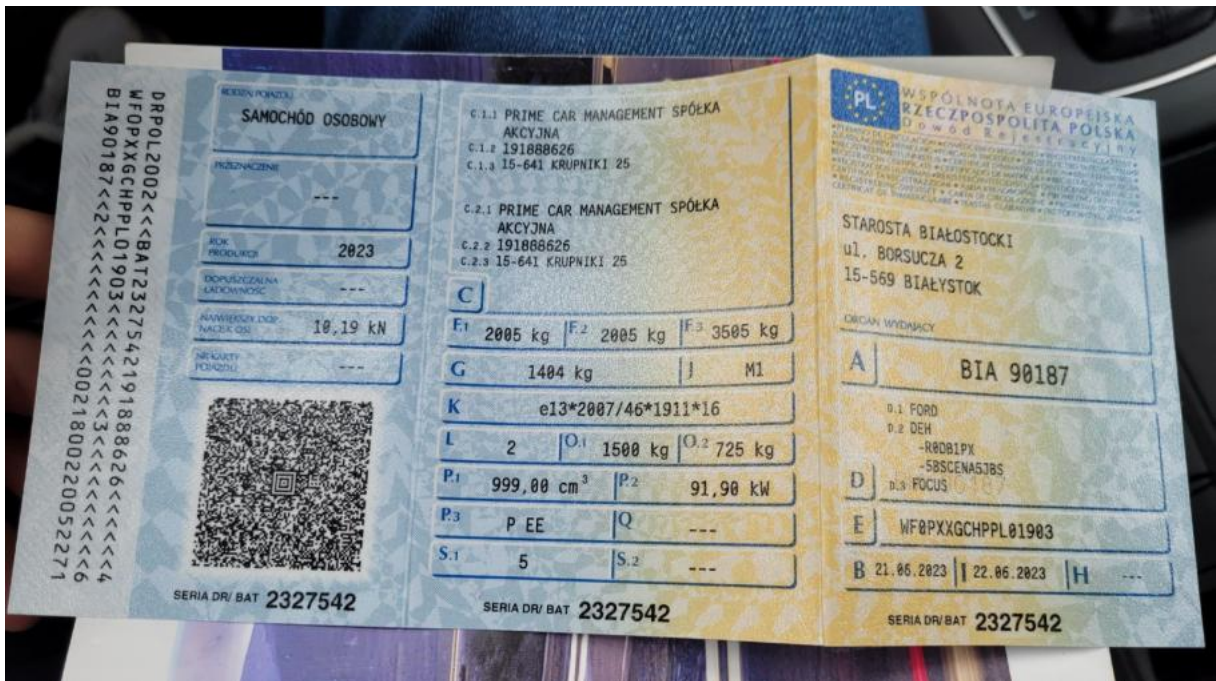 DRPOL2002<<<BAT2327542191888626<<<<<<4
WF0PXXGCHPPL01903<<<<<<<<3<<<<<<<<<<<6
BIA90187<<2<<<<<<<<<<<<002180022005227 1
RODZAJ POJAZDU
SAMOCHÓD OSOBOWY
PRZEZNACZENIE
---
ROK PRODUKCJI
2023
DOPUSZCZALNA ŁADOWNOŚĆ
---
NAJWIĘKSZY DOP. NACISK OSI
10,19 kN
NR KARTY POJAZDU
---
SERIA DR/ BAT 2327542
C.1.1 PRIME CAR MANAGEMENT SPÓŁKA
AKCYJNA
C.1.2 191888626
C.1.3 15-641 KRUPNIKI 25
C.2.1 PRIME CAR MANAGEMENT SPÓŁKA
AKCYJNA
C.2.2 191888626
C.2.3 15-641 KRUPNIKI 25
C
F.1 2005 kg F.2 2005 kg F.3 3505 kg
G 1404 kg J M1
K e13*2007/46*1911*16
L 2 O.1 1500 kg O.2 725 kg
P.1 999,00 cm³ P.2 91,90 kW
P.3 P EE Q ---
S.1 5 S.2 ---
SERIA DR/ BAT 2327542
PL
WSPÓLNOTA EUROPEJSKA
RZECZPOSPOLITA POLSKA
Dowód Rejestracyjny
STAROSTA BIAŁOSTOCKI
ul. BORSUCZA 2
15-569 BIAŁYSTOK
ORGAN WYDAJĄCY
A BIA 90187
D.1 FORD
D.2 DEH
-R0DB1PX
-5BSCENA5JBS
D D.3 FOCUS
E WF0PXXGCHPPL01903
B 21.06.2023 I 22.06.2023 H ---
SERIA DR/ BAT 2327542